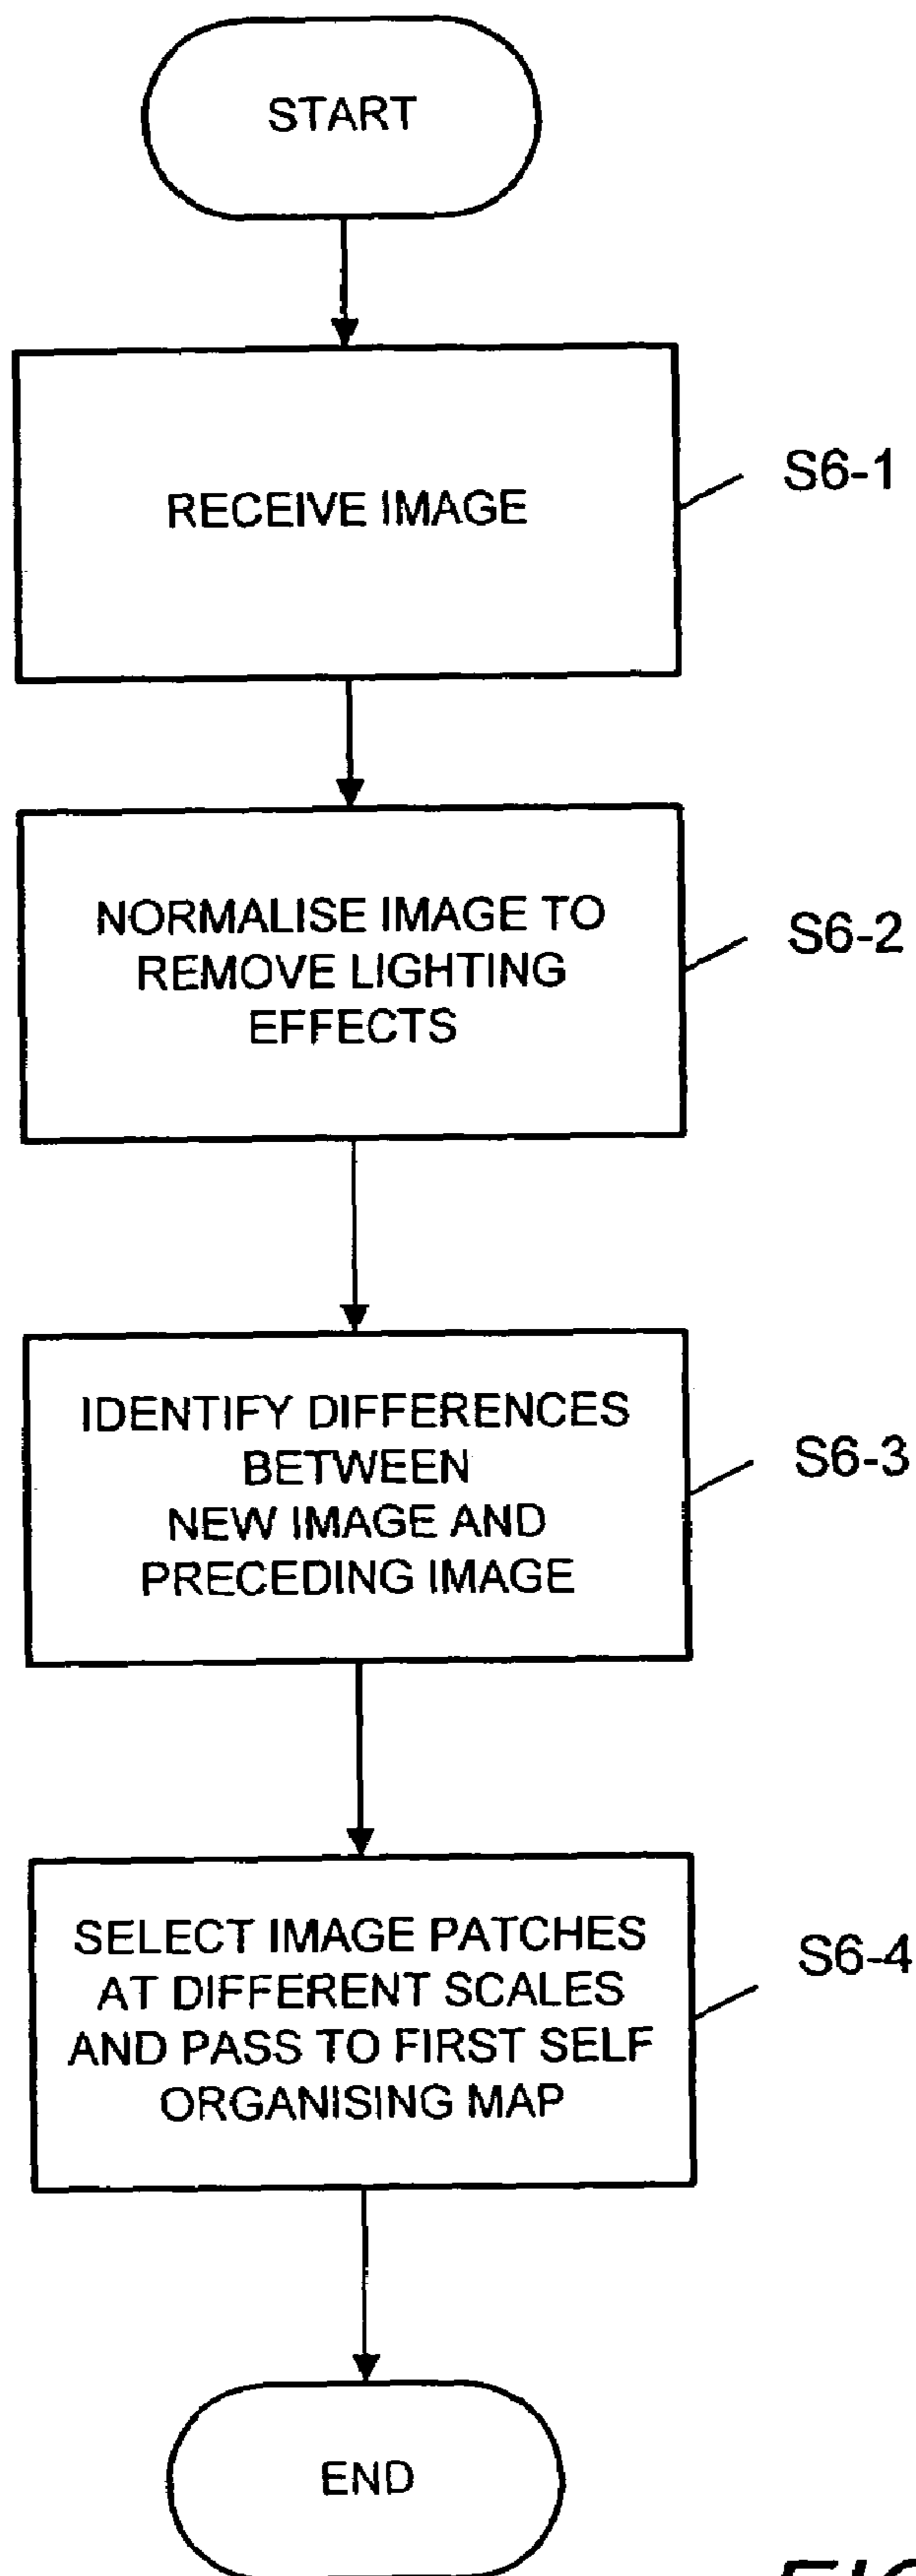 START
RECEIVE IMAGE
S6-1
NORMALISE IMAGE TO
REMOVE LIGHTING
EFFECTS
S6-2
IDENTIFY DIFFERENCES
BETWEEN
NEW IMAGE AND
PRECEDING IMAGE
S6-3
SELECT IMAGE PATCHES
AT DIFFERENT SCALES
AND PASS TO FIRST SELF
ORGANISING MAP
S6-4
END